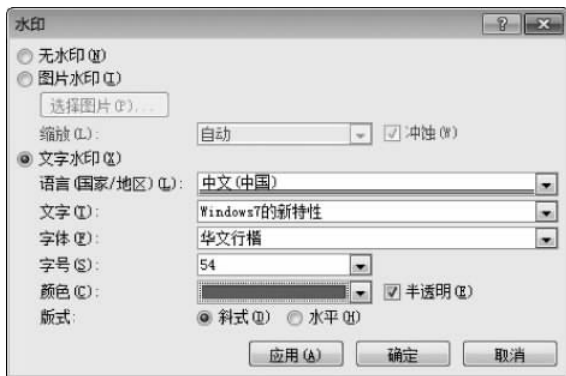 水印
无水印(N)
图片水印(I)
选择图片(P)...
缩放(L): 自动 冲蚀(W)
文字水印(X)
语言(国家/地区)(L): 中文(中国)
文字(T): Windows7的新特性
字体(F): 华文行楷
字号(S): 54
颜色(C): 半透明(E)
版式: 斜式(D) 水平(H)
应用(A) 确定 取消